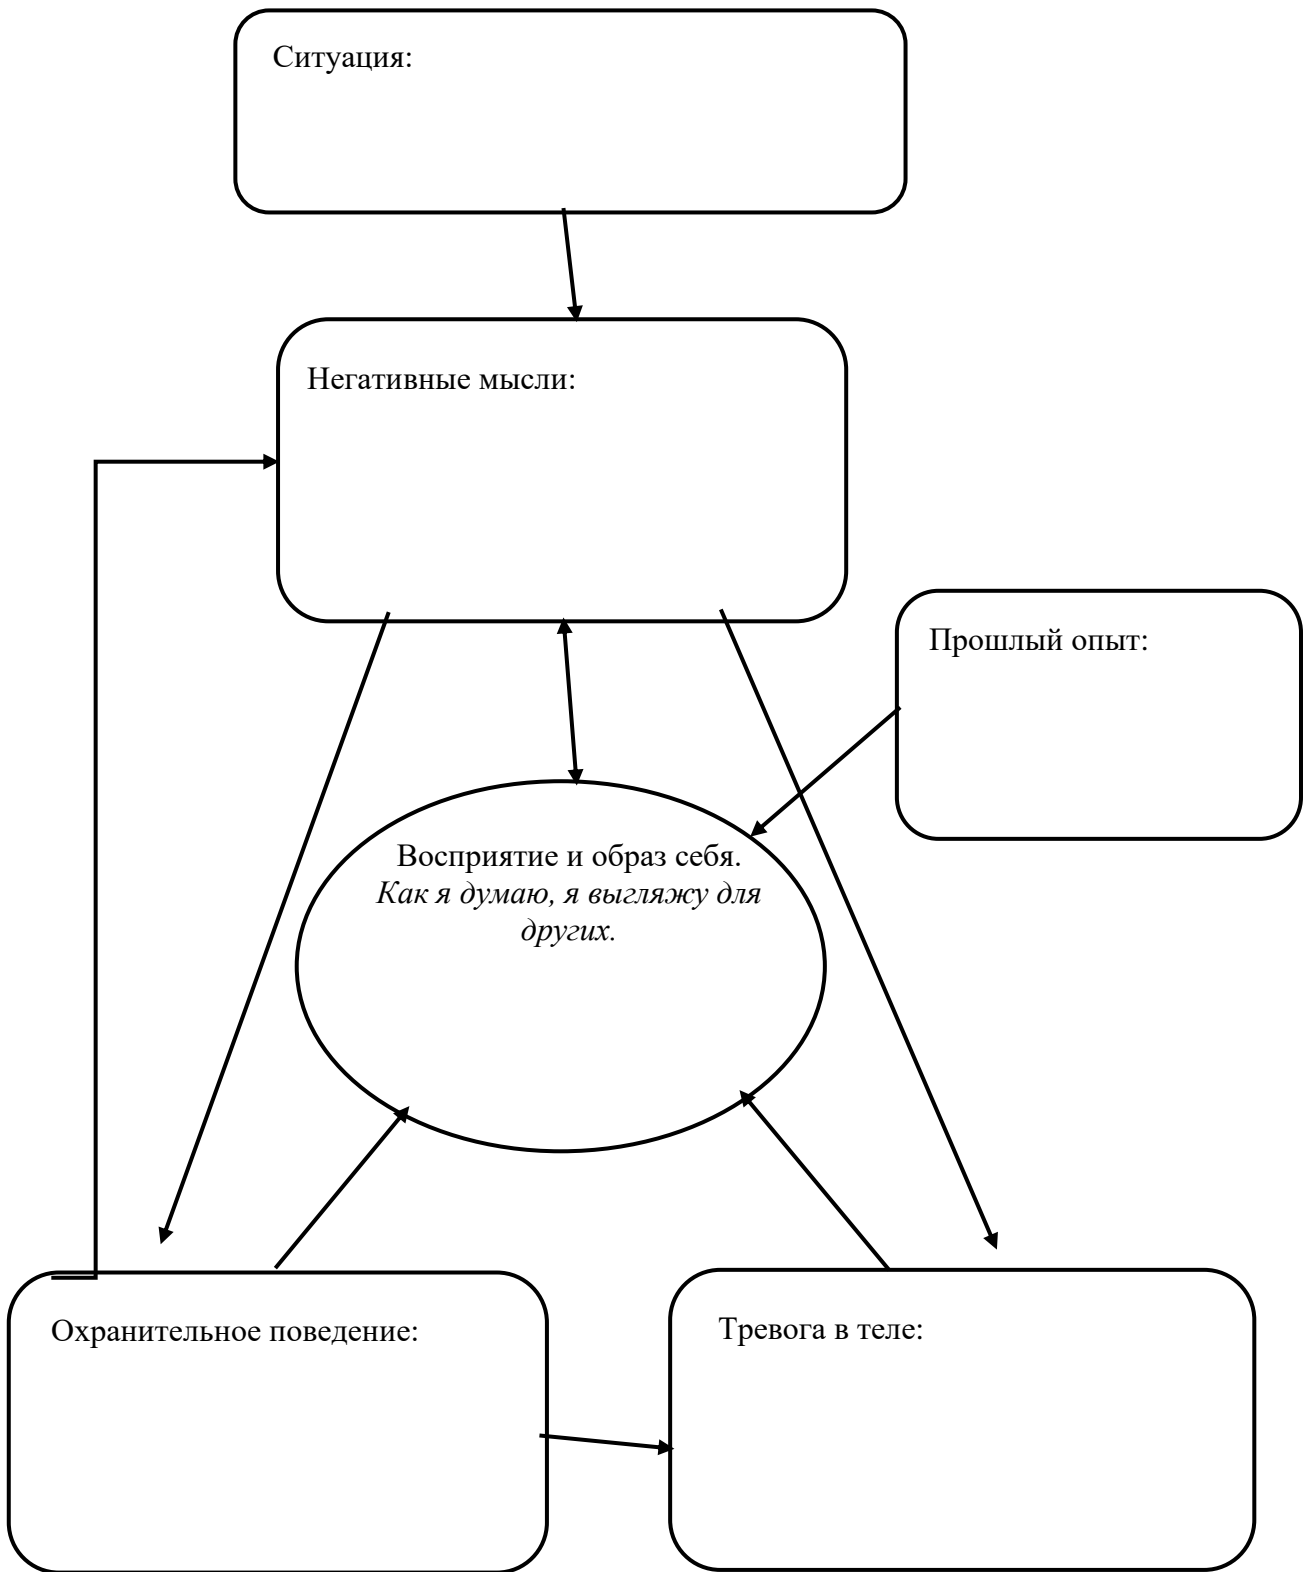 Ситуация:
Негативные мысли:
Прошлый опыт:
Восприятие и образ себя.
Как я думаю, я выгляжу для
других.
Охранительное поведение:
Тревога в теле: